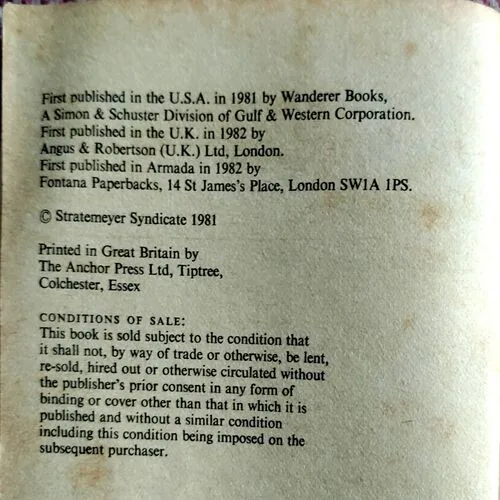 First published in the U.S.A. in 1981 by Wanderer Books,
A Simon & Schuster Division of Gulf & Western Corporation.
First published in the U.K. in 1982 by
Angus & Robertson (U.K.) Ltd, London.
First published in Armada in 1982 by
Fontana Paperbacks, 14 St James's Place, London SW1A 1PS.
© Stratemeyer Syndicate 1981
Printed in Great Britain by
The Anchor Press Ltd, Tiptree,
Colchester, Essex
CONDITIONS OF SALE:
This book is sold subject to the condition that
it shall not, by way of trade or otherwise, be lent,
re-sold, hired out or otherwise circulated without
the publisher's prior consent in any form of
binding or cover other than that in which it is
published and without a similar condition
including this condition being imposed on the
subsequent purchaser.